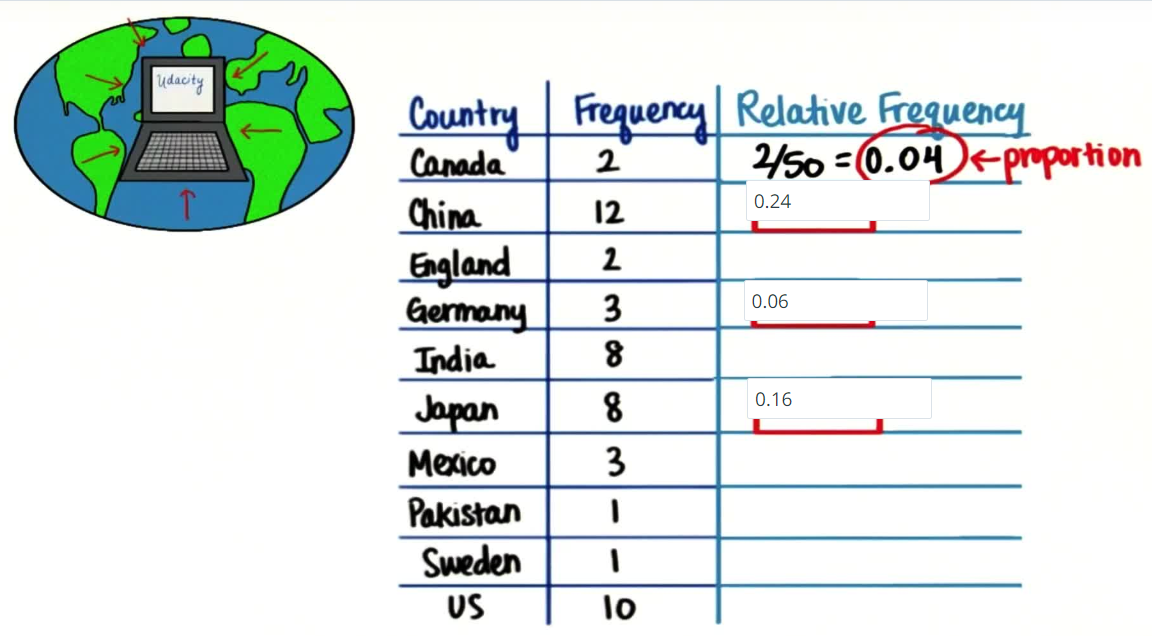 Udacity
Country Frequency Relative Frequency
Canada 2 2/50 = 0.04 ← proportion
China 12 0.24
England 2
Germany 3 0.06
India 8
Japan 8 0.16
Mexico 3
Pakistan 1
Sweden 1
US 10